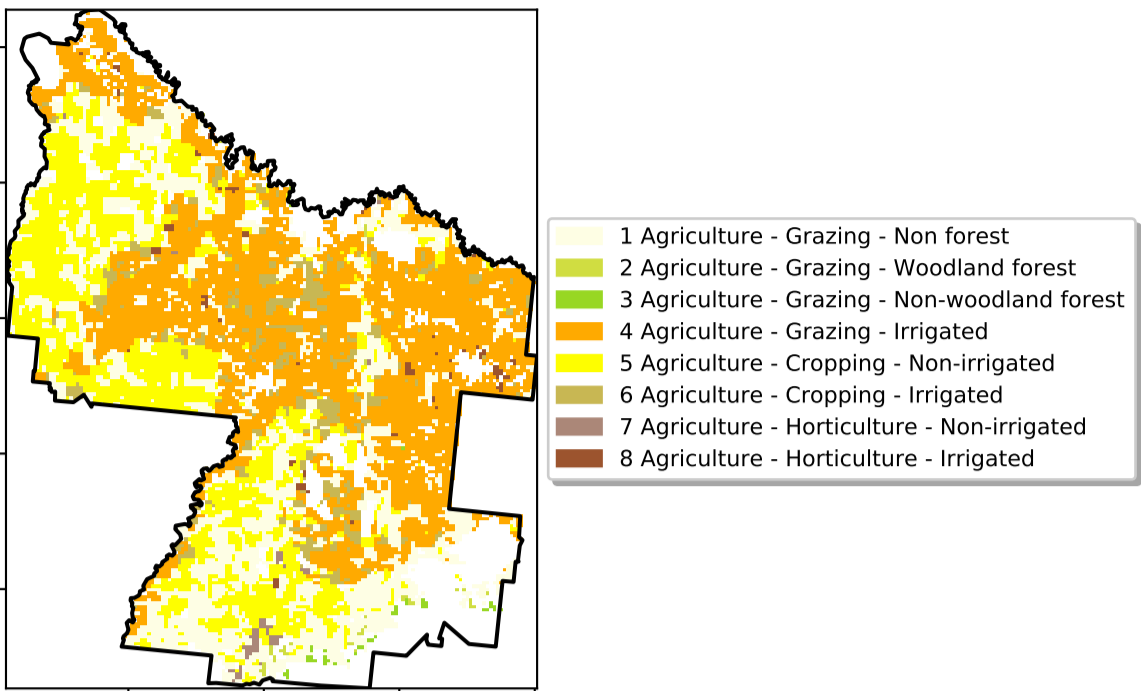 1 Agriculture - Grazing - Non forest
2 Agriculture - Grazing - Woodland forest
3 Agriculture - Grazing - Non-woodland forest
4 Agriculture - Grazing - Irrigated
5 Agriculture - Cropping - Non-irrigated
6 Agriculture - Cropping - Irrigated
7 Agriculture - Horticulture - Non-irrigated
8 Agriculture - Horticulture - Irrigated